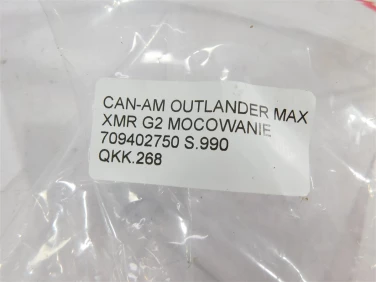 CAN-AM OUTLANDER MAX
XMR G2 MOCOWANIE
709402750 S.990
QKK.268